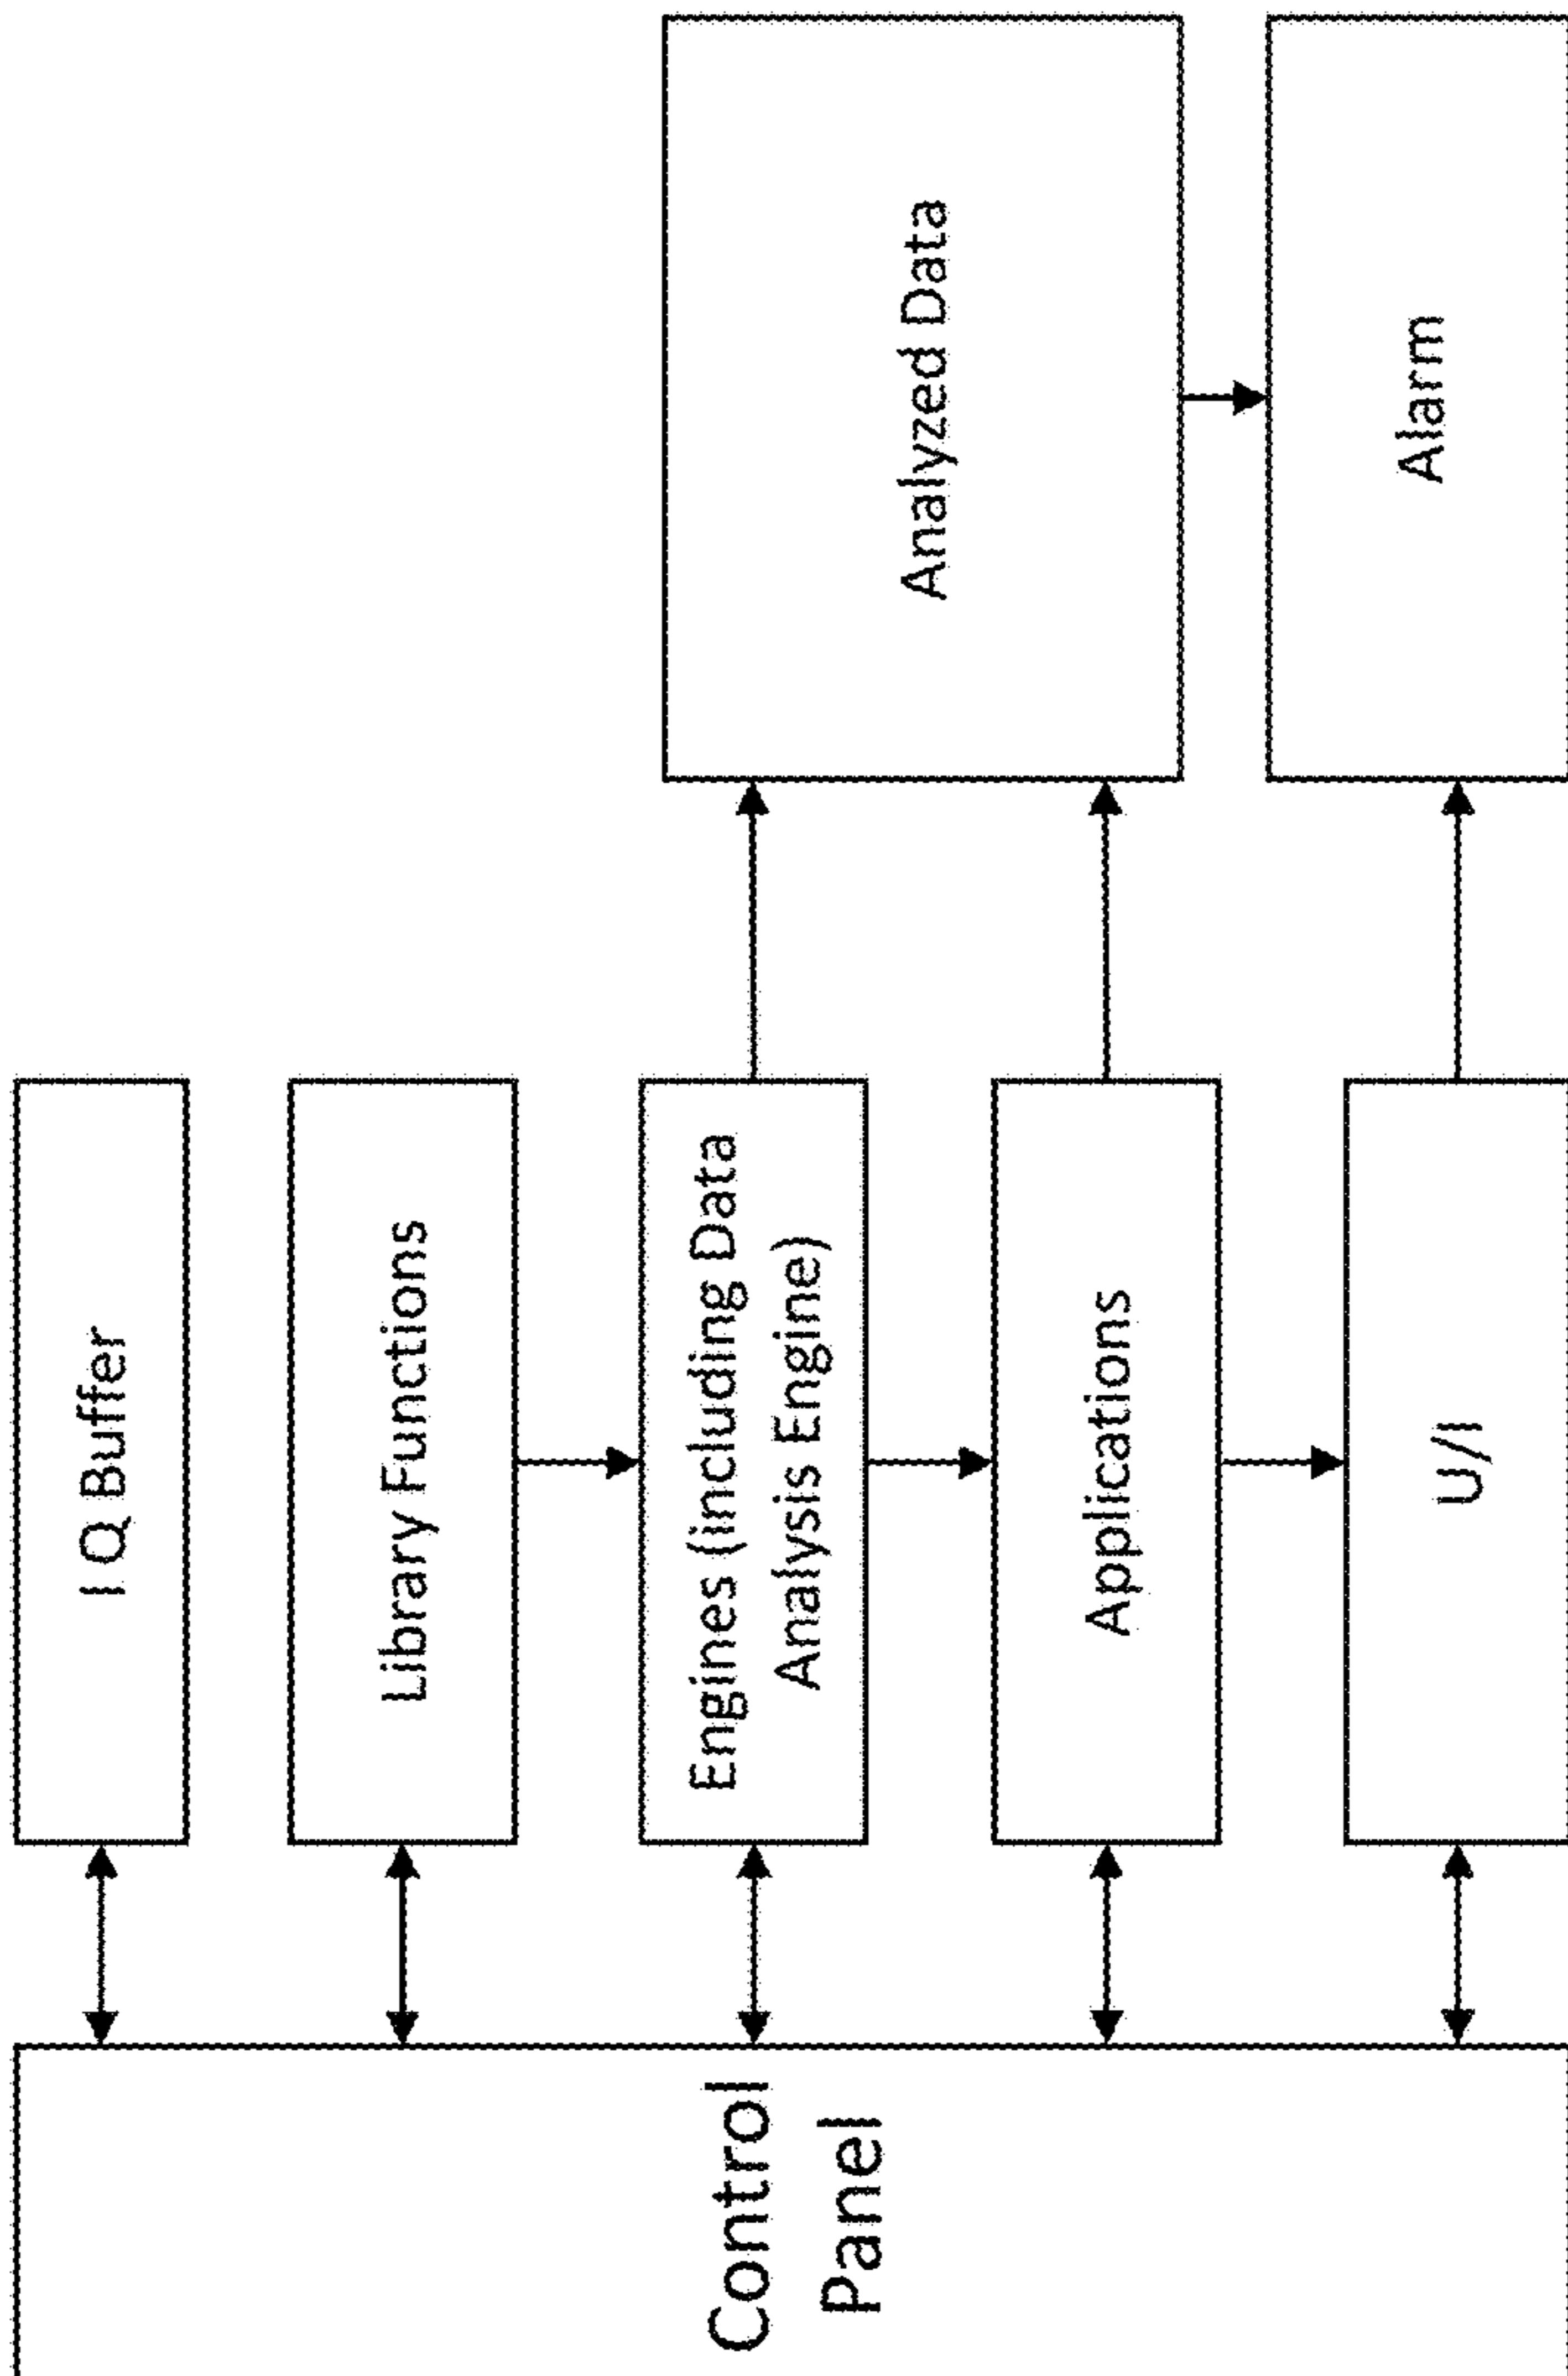 I Q Buffer
Library Functions
Engines (including Data
Analysis Engine)
Applications
U/I
Analyzed Data
Alarm
Control
Panel